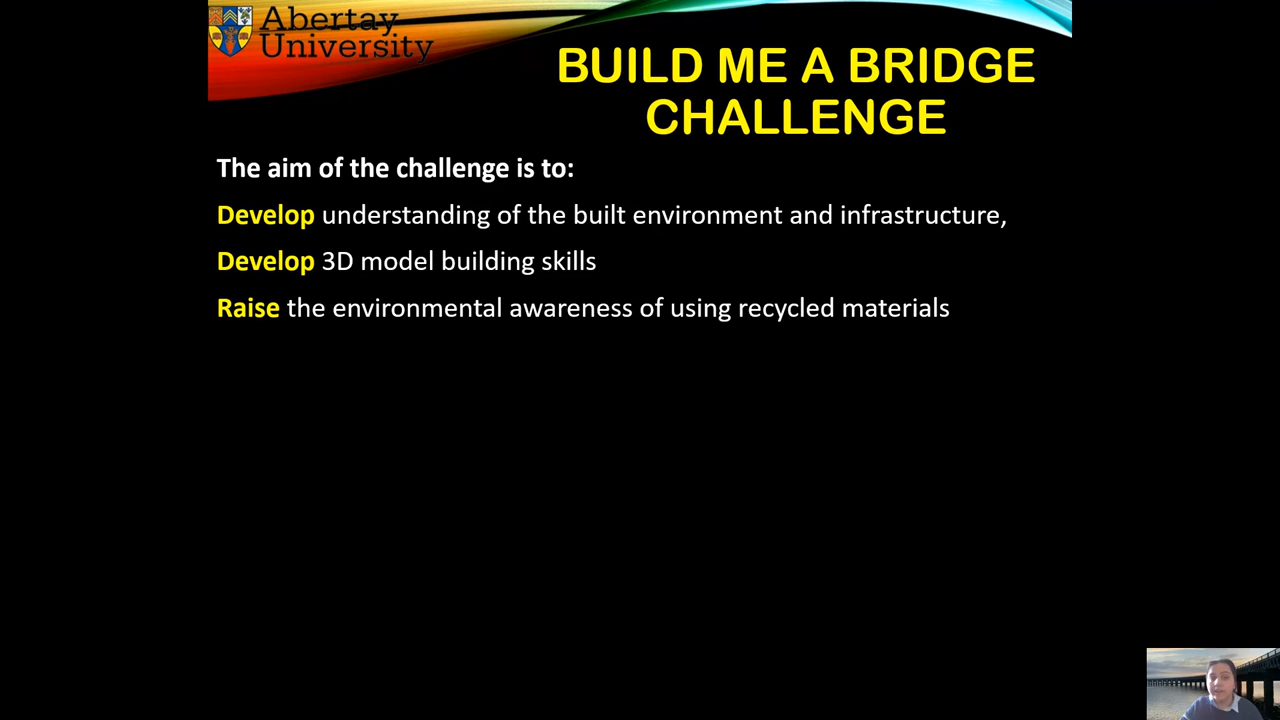 Abertay
University
BUILD ME A BRIDGE
CHALLENGE
The aim of the challenge is to:
Develop understanding of the built environment and infrastructure,
Develop 3D model building skills
Raise the environmental awareness of using recycled materials